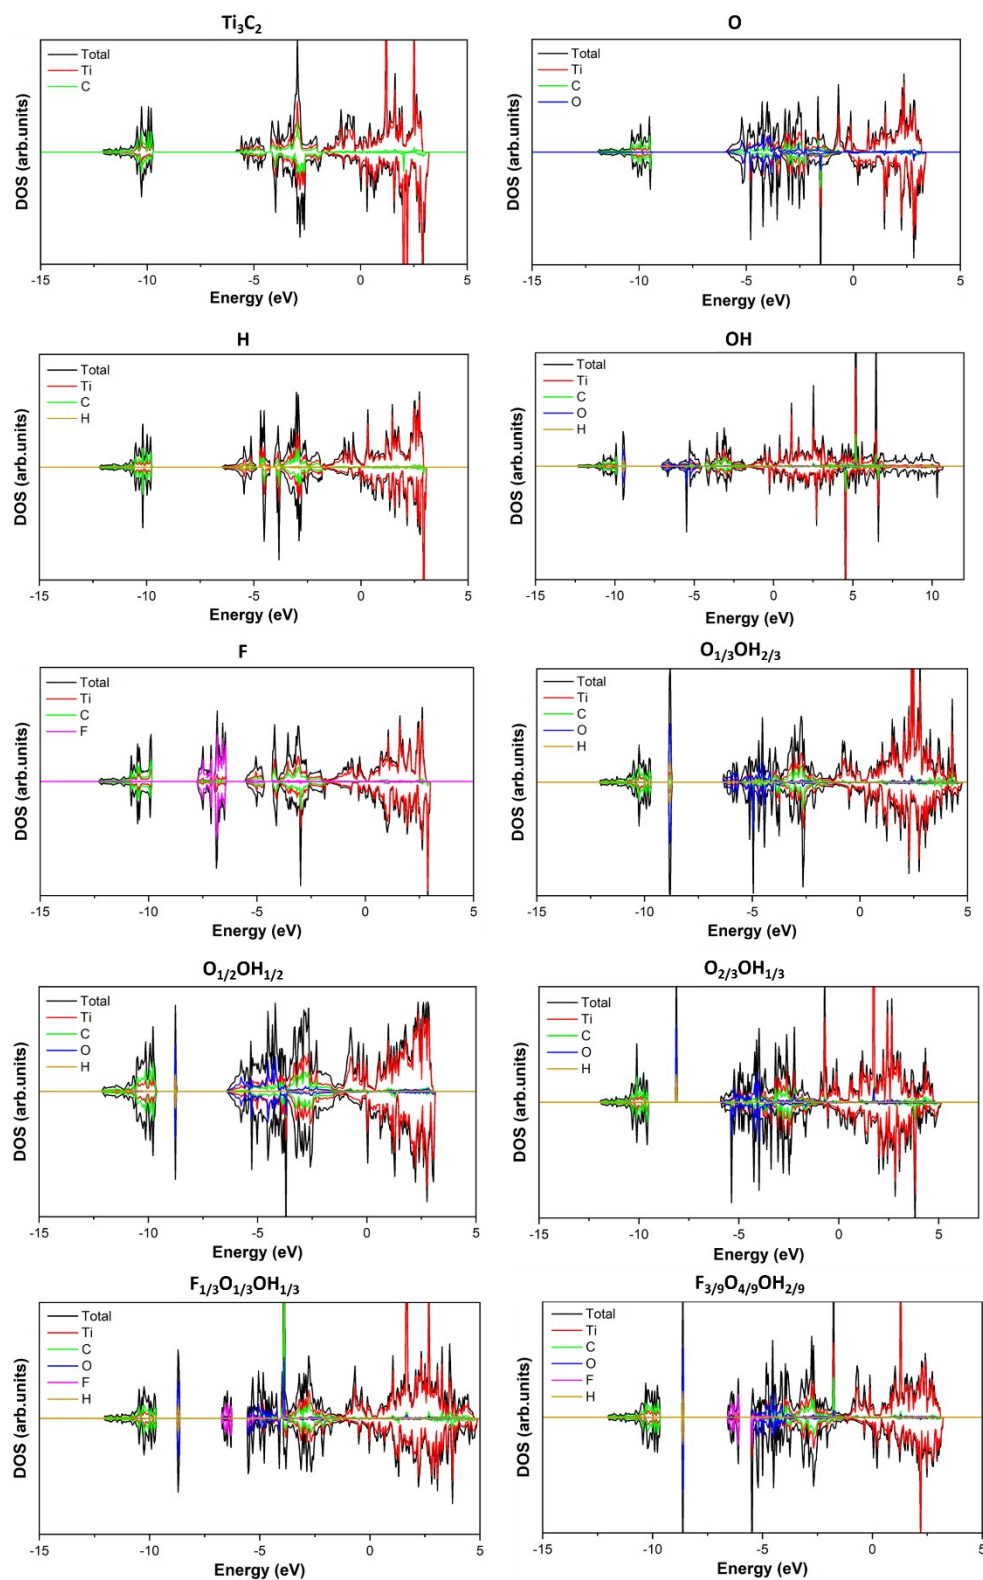 Ti3C2
Total
Ti
C
DOS (arb.units)
-15 -10 -5 0 5
Energy (eV)
O
Total
Ti
C
O
DOS (arb.units)
-15 -10 -5 0 5
Energy (eV)
H
Total
Ti
C
H
DOS (arb.units)
-15 -10 -5 0 5
Energy (eV)
OH
Total
Ti
C
O
H
DOS (arb.units)
-15 -10 -5 0 5 10
Energy (eV)
F
Total
Ti
C
F
DOS (arb.units)
-15 -10 -5 0 5
Energy (eV)
O1/3OH2/3
Total
Ti
C
O
H
DOS (arb.units)
-15 -10 -5 0 5
Energy (eV)
O1/2OH1/2
Total
Ti
C
O
H
DOS (arb.units)
-15 -10 -5 0 5
Energy (eV)
O2/3OH1/3
Total
Ti
C
O
H
DOS (arb.units)
-15 -10 -5 0 5
Energy (eV)
F1/3O1/3OH1/3
Total
Ti
C
O
F
H
DOS (arb.units)
-15 -10 -5 0 5
Energy (eV)
F3/9O4/9OH2/9
Total
Ti
C
O
F
H
DOS (arb.units)
-15 -10 -5 0 5
Energy (eV)